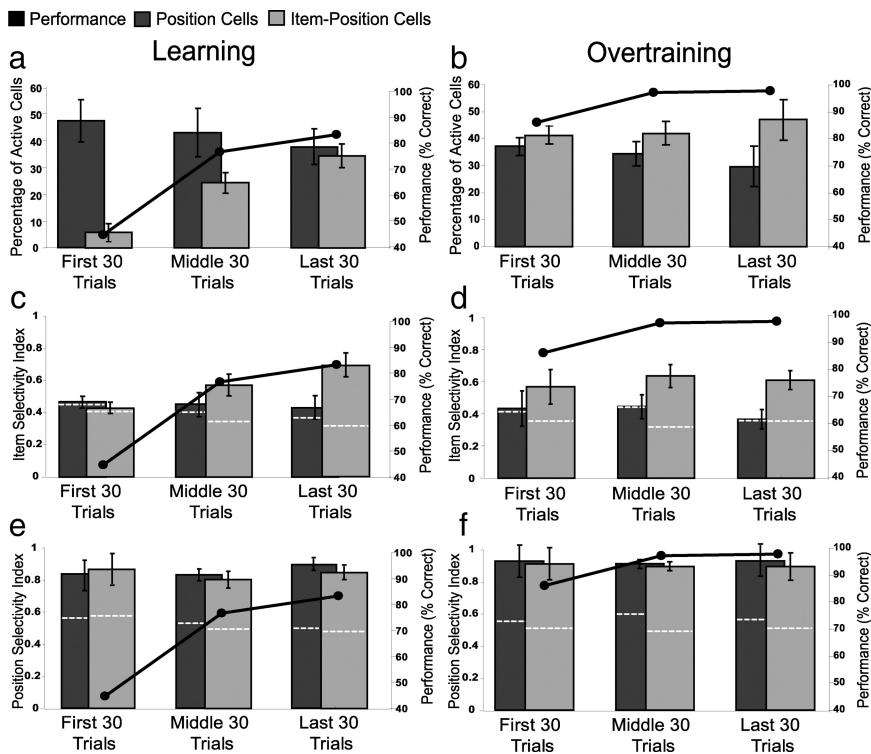 Performance Position Cells Item-Position Cells
Learning Overtraining
a
Percentage of Active Cells
60
50
40
30
20
10
0
100
90
80
70
60
50
40
Performance (% Correct)
First 30 Trials
Middle 30 Trials
Last 30 Trials
b
Percentage of Active Cells
60
50
40
30
20
10
0
100
90
80
70
60
50
40
Performance (% Correct)
First 30 Trials
Middle 30 Trials
Last 30 Trials
c
Item Selectivity Index
1
0.8
0.6
0.4
0.2
0
100
90
80
70
60
50
40
Performance (% Correct)
First 30 Trials
Middle 30 Trials
Last 30 Trials
d
Item Selectivity Index
1
0.8
0.6
0.4
0.2
0
100
90
80
70
60
50
40
Performance (% Correct)
First 30 Trials
Middle 30 Trials
Last 30 Trials
e
Position Selectivity Index
1
0.8
0.6
0.4
0.2
0
100
90
80
70
60
50
40
Performance (% Correct)
First 30 Trials
Middle 30 Trials
Last 30 Trials
f
Position Selectivity Index
1
0.8
0.6
0.4
0.2
0
100
90
80
70
60
50
40
Performance (% Correct)
First 30 Trials
Middle 30 Trials
Last 30 Trials